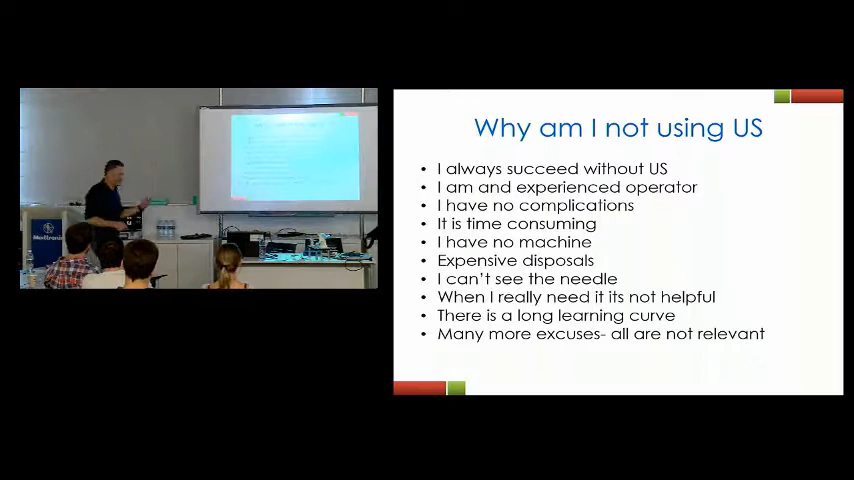 Why am I not using US
• I always succeed without US
• I am and experienced operator
• I have no complications
• It is time consuming
• I have no machine
• Expensive disposals
• I can't see the needle
• When I really need it its not helpful
• There is a long learning curve
• Many more excuses- all are not relevant
Medtronic